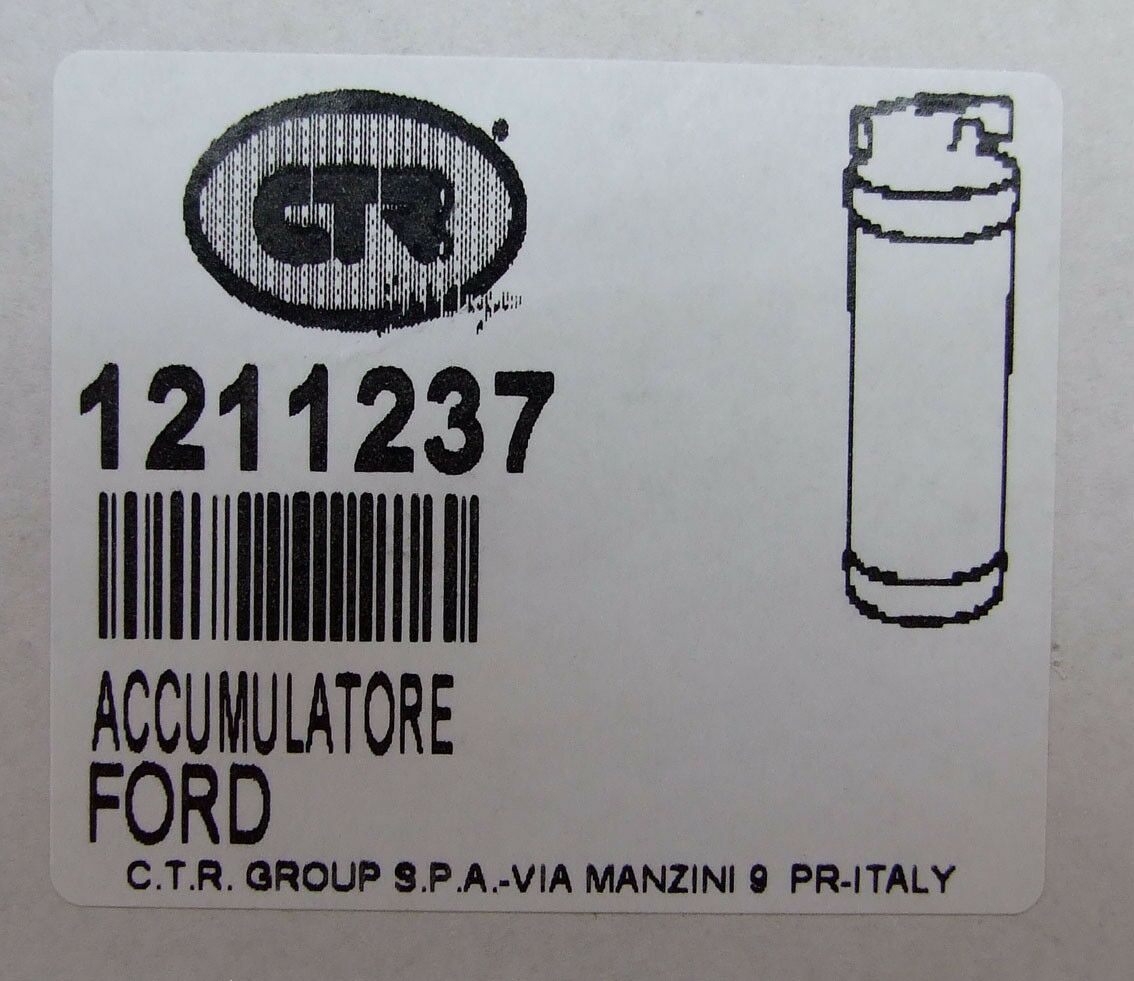 CTR
1211237
ACCUMULATORE
FORD
C.T.R. GROUP S.P.A.-VIA MANZINI 9 PR-ITALY